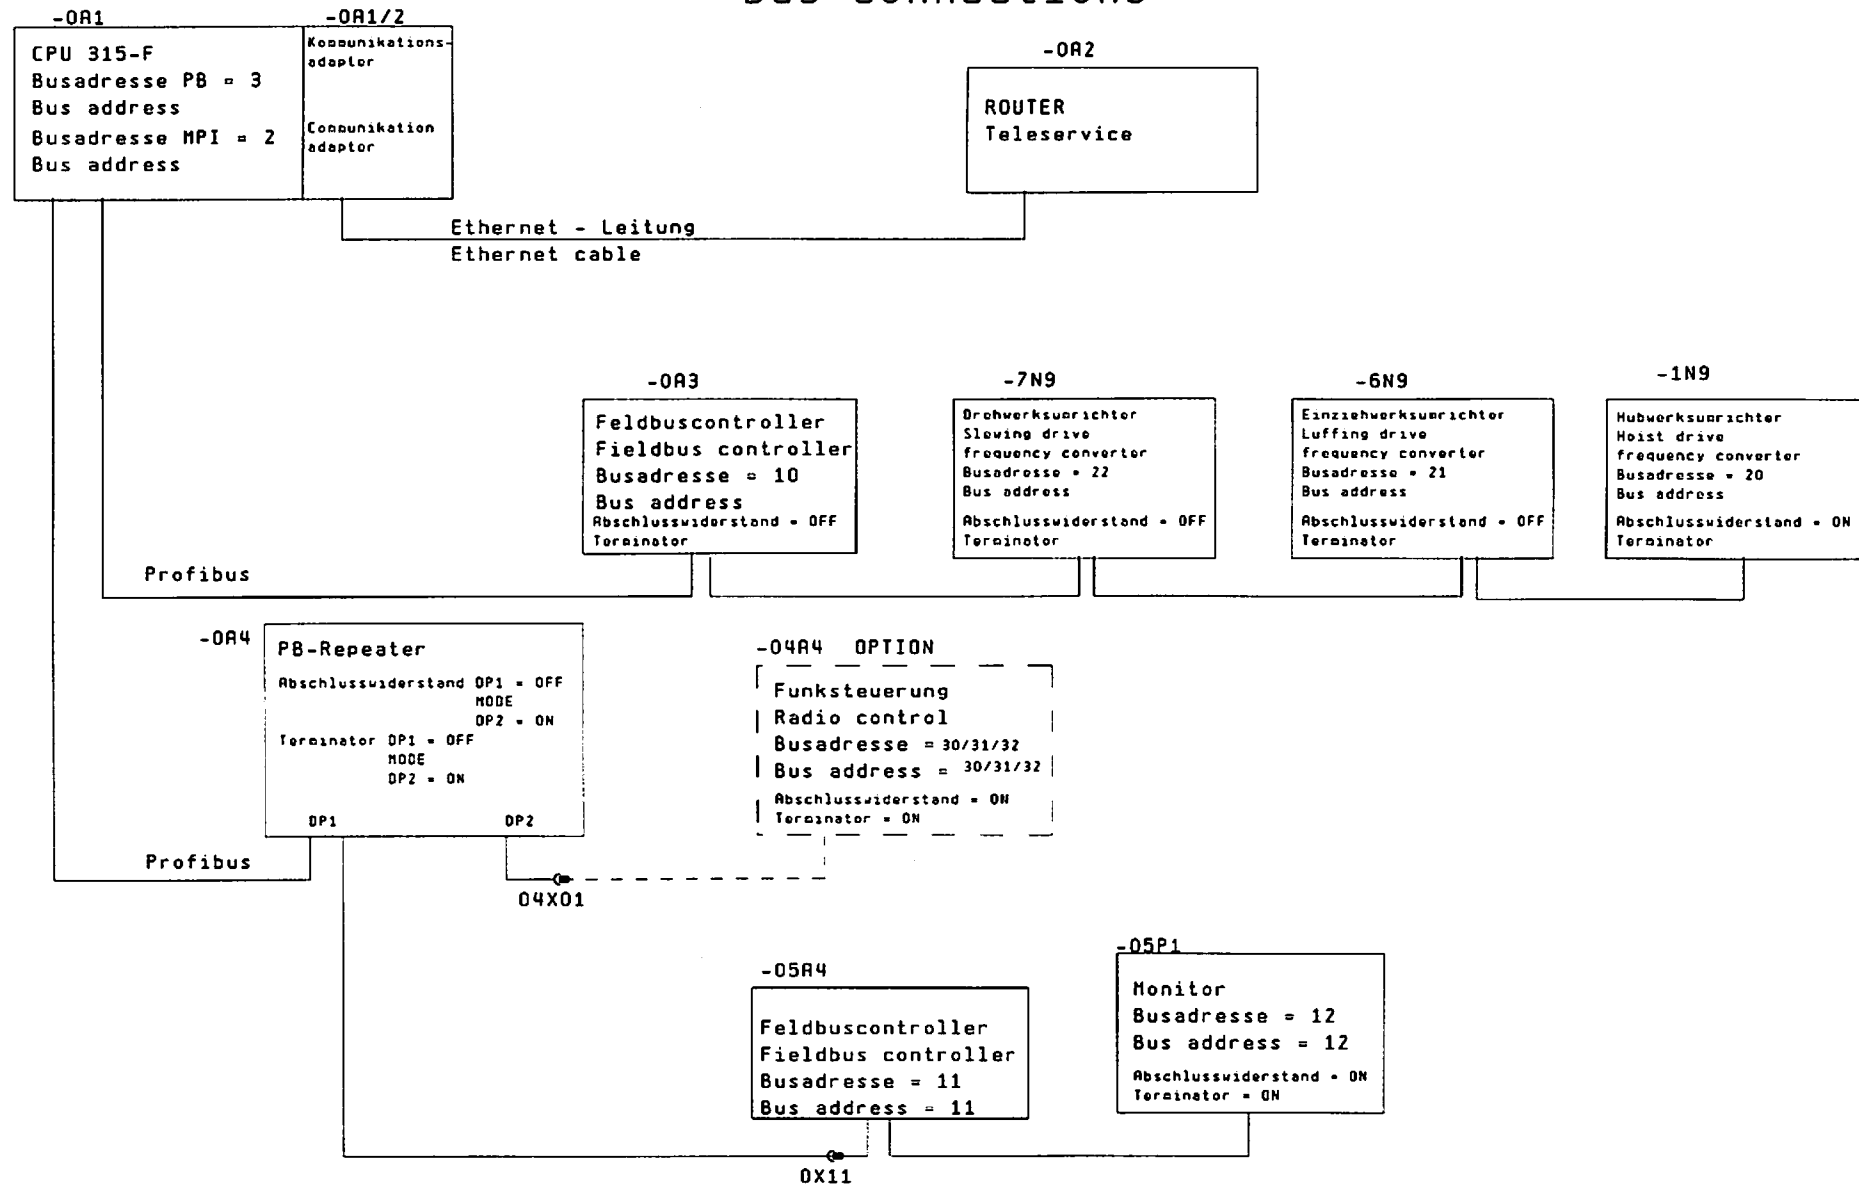 Bus connections
-0A1
-0A1/2
CPU 315-F
Busadresse PB = 3
Bus address
Busadresse MPI = 2
Bus address
Kommunikations-
adaptor
Communikation
adaptor
-0A2
ROUTER
Teleservice
Ethernet - Leitung
Ethernet cable
-0A3
Feldbuscontroller
Fieldbus controller
Busadresse = 10
Bus address
Abschlusswiderstand = OFF
Terminator
-7N9
Drehwerksumrichter
Slewing drive
frequency converter
Busadresse = 22
Bus address
Abschlusswiderstand = OFF
Terminator
-6N9
Einziehwerksumrichter
Luffing drive
frequency converter
Busadresse = 21
Bus address
Abschlusswiderstand = OFF
Terminator
-1N9
Hubwerksumrichter
Hoist drive
frequency converter
Busadresse = 20
Bus address
Abschlusswiderstand = ON
Terminator
Profibus
-0A4
PB-Repeater
Abschlusswiderstand DP1 = OFF
MODE
DP2 = ON
Terminator DP1 = OFF
MODE
DP2 = ON
DP1
DP2
Profibus
-04A4 OPTION
Funksteuerung
Radio control
Busadresse = 30/31/32
Bus address = 30/31/32
Abschlusswiderstand = ON
Terminator = ON
04X01
-05A4
Feldbuscontroller
Fieldbus controller
Busadresse = 11
Bus address = 11
-05P1
Monitor
Busadresse = 12
Bus address = 12
Abschlusswiderstand = ON
Terminator = ON
0X11